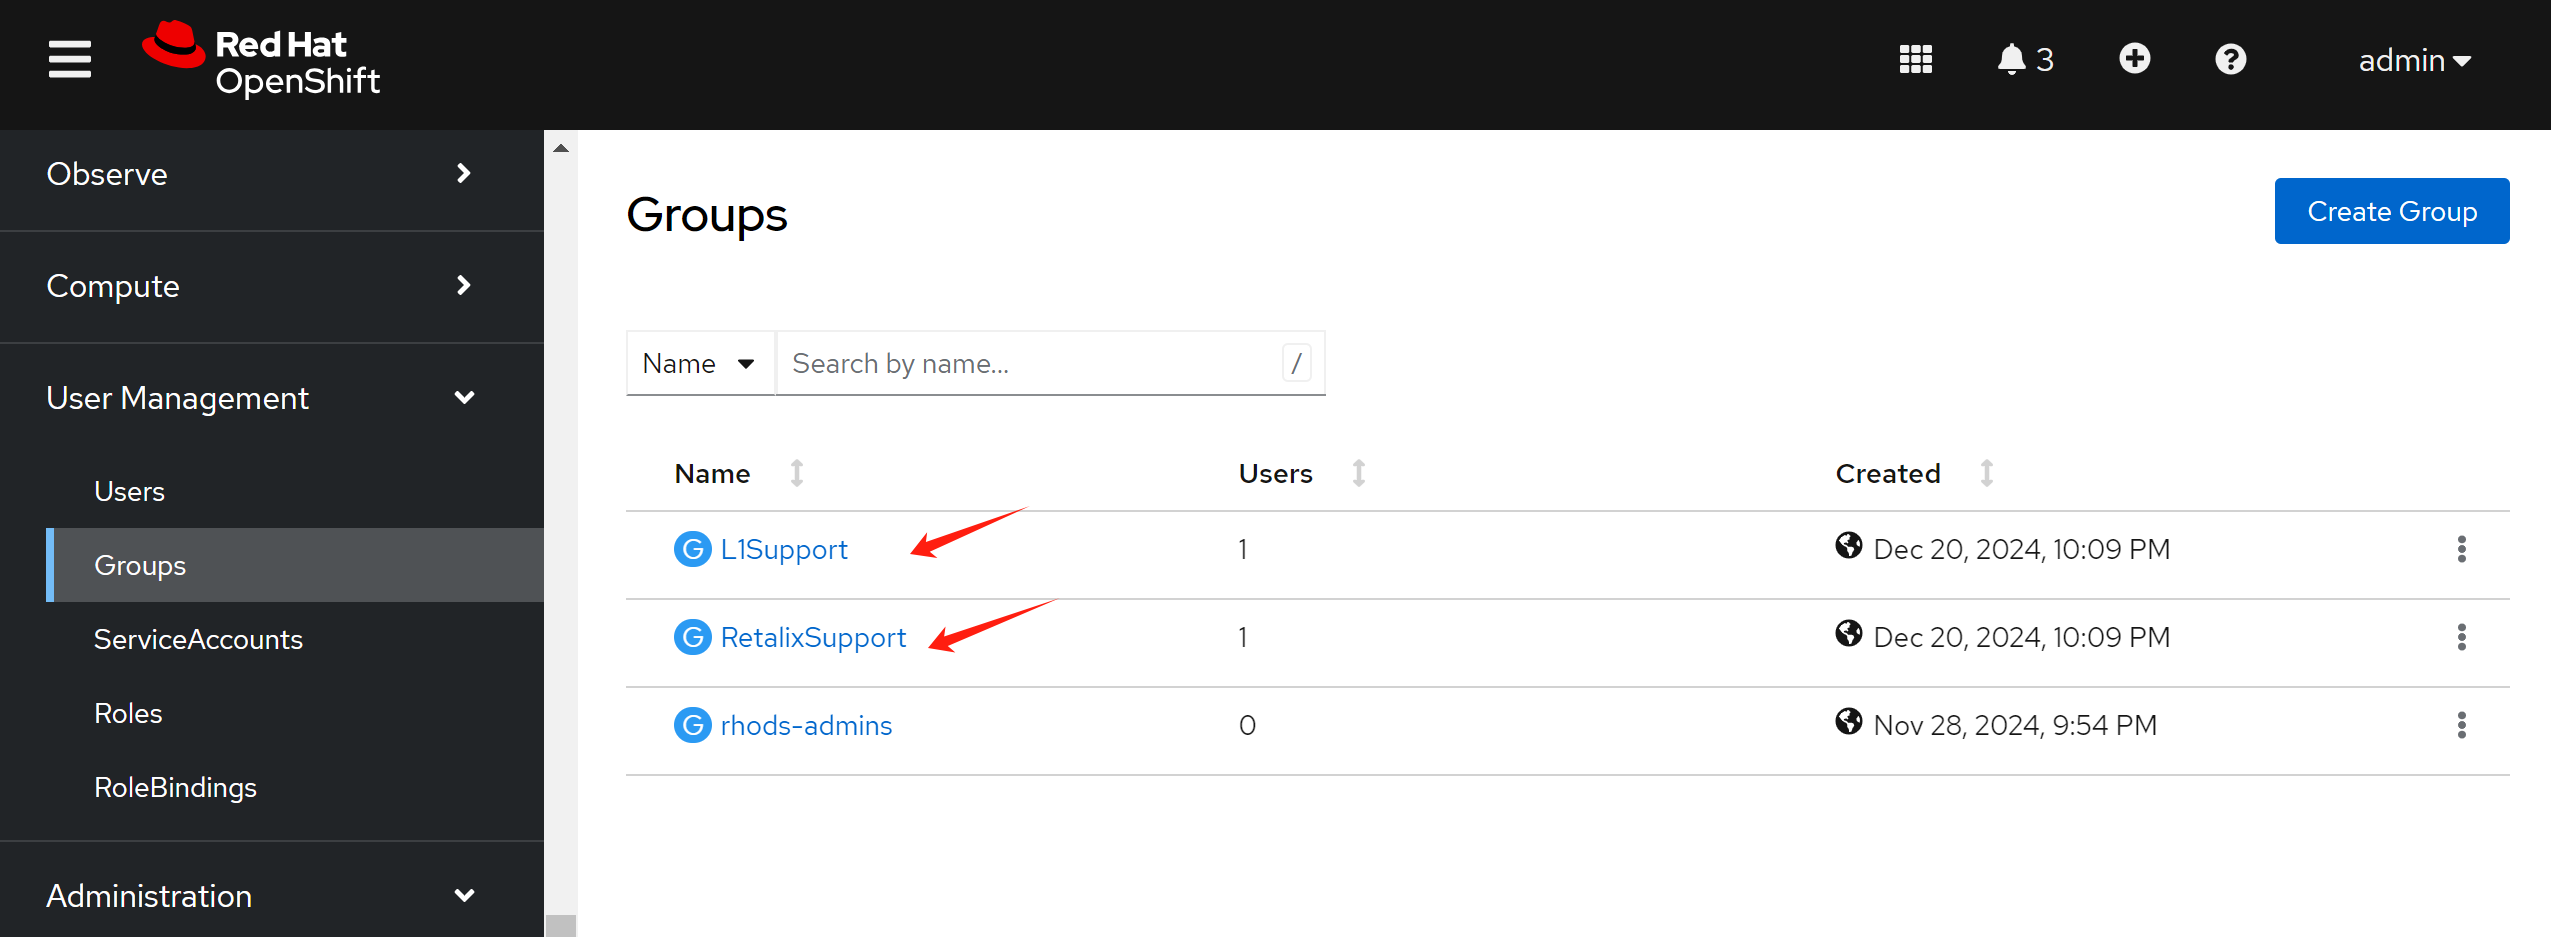 Red Hat
OpenShift
3
admin
Observe
Compute
User Management
Users
Groups
ServiceAccounts
Roles
RoleBindings
Administration
Groups
Create Group
Name
Search by name...
/
Name Users Created
G L1Support 1 Dec 20, 2024, 10:09 PM
G RetalixSupport 1 Dec 20, 2024, 10:09 PM
G rhods-admins 0 Nov 28, 2024, 9:54 PM